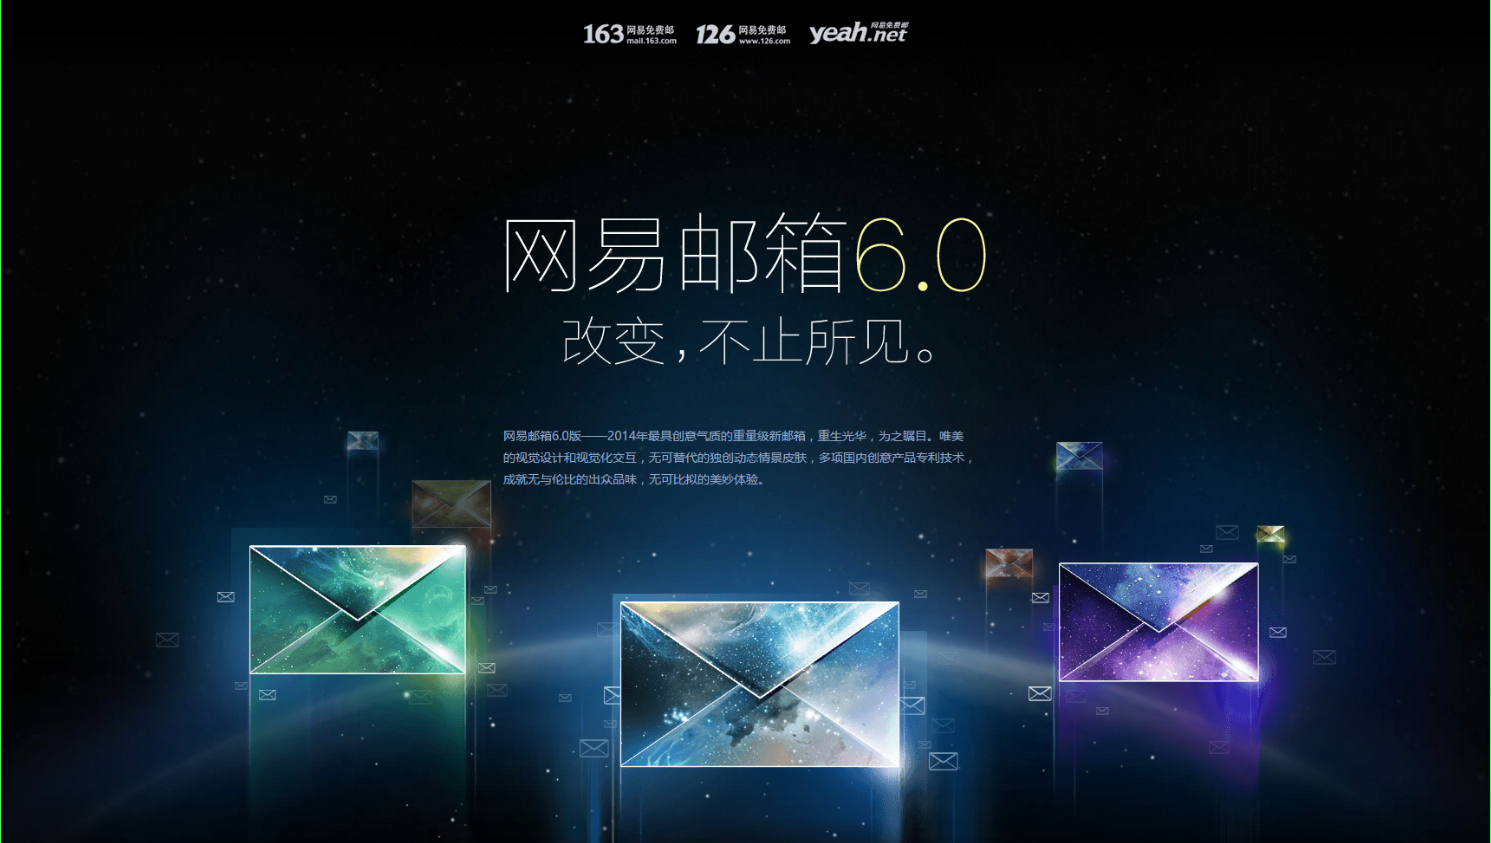 163 网易免费邮 mail.163.com
126 网易免费邮 www.126.com
yeah.net 网易免费邮
网易邮箱6.0
改变，不止所见。
网易邮箱6.0版——2014年最具创意气质的重量级新邮箱，重生光华，为之瞩目。唯美
的视觉设计和视觉化交互，无可替代的独创动态情景皮肤，多项国内创意产品专利技术，
成就无与伦比的出众品味，无可比拟的美妙体验。